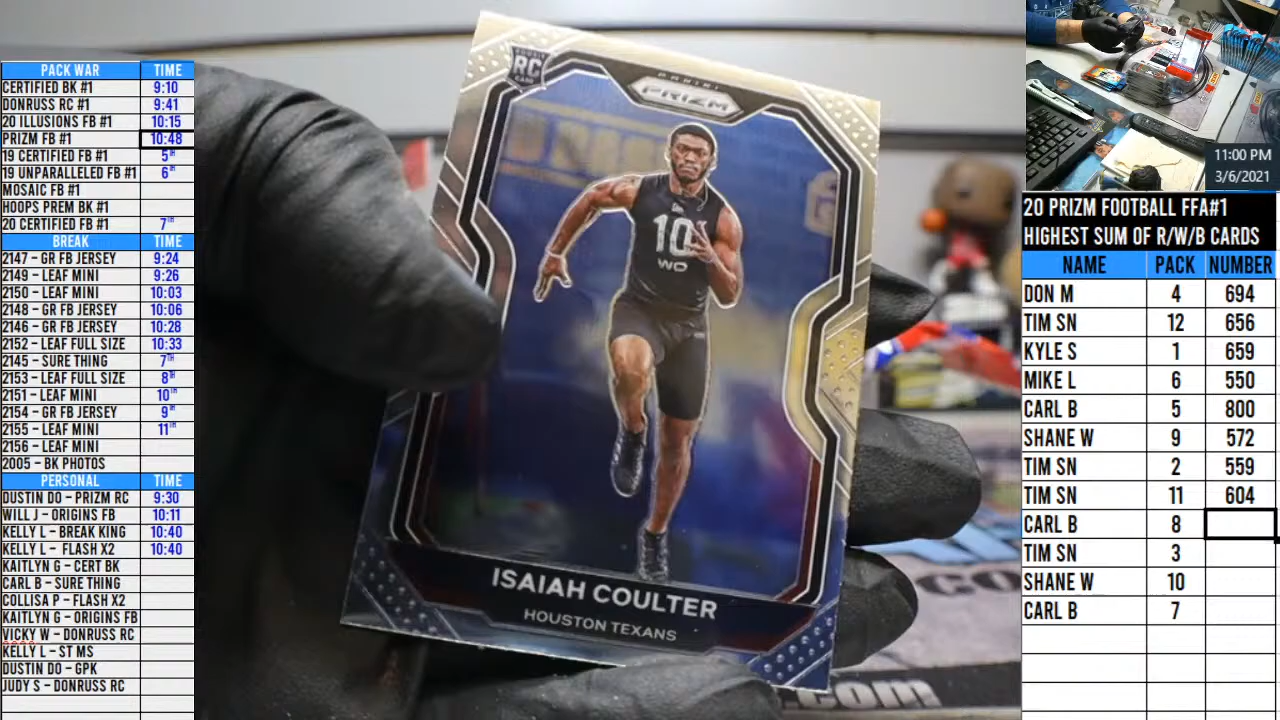 PACK WAR TIME
CERTIFIED BK #1 9:10
DONRUSS RC #1 9:41
20 ILLUSIONS FB #1 10:15
PRIZM FB #1 10:48
19 CERTIFIED FB #1 5TH
19 UNPARALLELED FB #1 6TH
MOSAIC FB #1
HOOPS PREM BK #1
20 CERTIFIED FB #1 7TH
BREAK TIME
2147 – GR FB JERSEY 9:24
2149 – LEAF MINI 9:26
2150 – LEAF MINI 10:03
2148 – GR FB JERSEY 10:06
2146 – GR FB JERSEY 10:28
2152 – LEAF FULL SIZE 10:33
2145 – SURE THING 7TH
2153 – LEAF FULL SIZE 8TH
2151 – LEAF MINI 10TH
2154 – GR FB JERSEY 9TH
2155 – LEAF MINI 11TH
2156 – LEAF MINI
2005 – BK PHOTOS
PERSONAL TIME
DUSTIN DO – PRIZM RC 9:30
WILL J – ORIGINS FB 10:11
KELLY L – BREAK KING 10:40
KELLY L – FLASH X2 10:40
KAITLYN G – CERT BK
CARL B – SURE THING
COLLISA P – FLASH X2
KAITLYN G – ORIGINS FB
VICKY W – DONRUSS RC
KELLY L – ST MS
DUSTIN DO – GPK
JUDY S – DONRUSS RC
RC
PANINI
PRIZM
10
WO
ISAIAH COULTER
HOUSTON TEXANS
.com
11:00 PM
3/6/2021
20 PRIZM FOOTBALL FFA#1
HIGHEST SUM OF R/W/B CARDS
NAME PACK NUMBER
DON M 4 694
TIM SN 12 656
KYLE S 1 659
MIKE L 6 550
CARL B 5 800
SHANE W 9 572
TIM SN 2 559
TIM SN 11 604
CARL B 8
TIM SN 3
SHANE W 10
CARL B 7